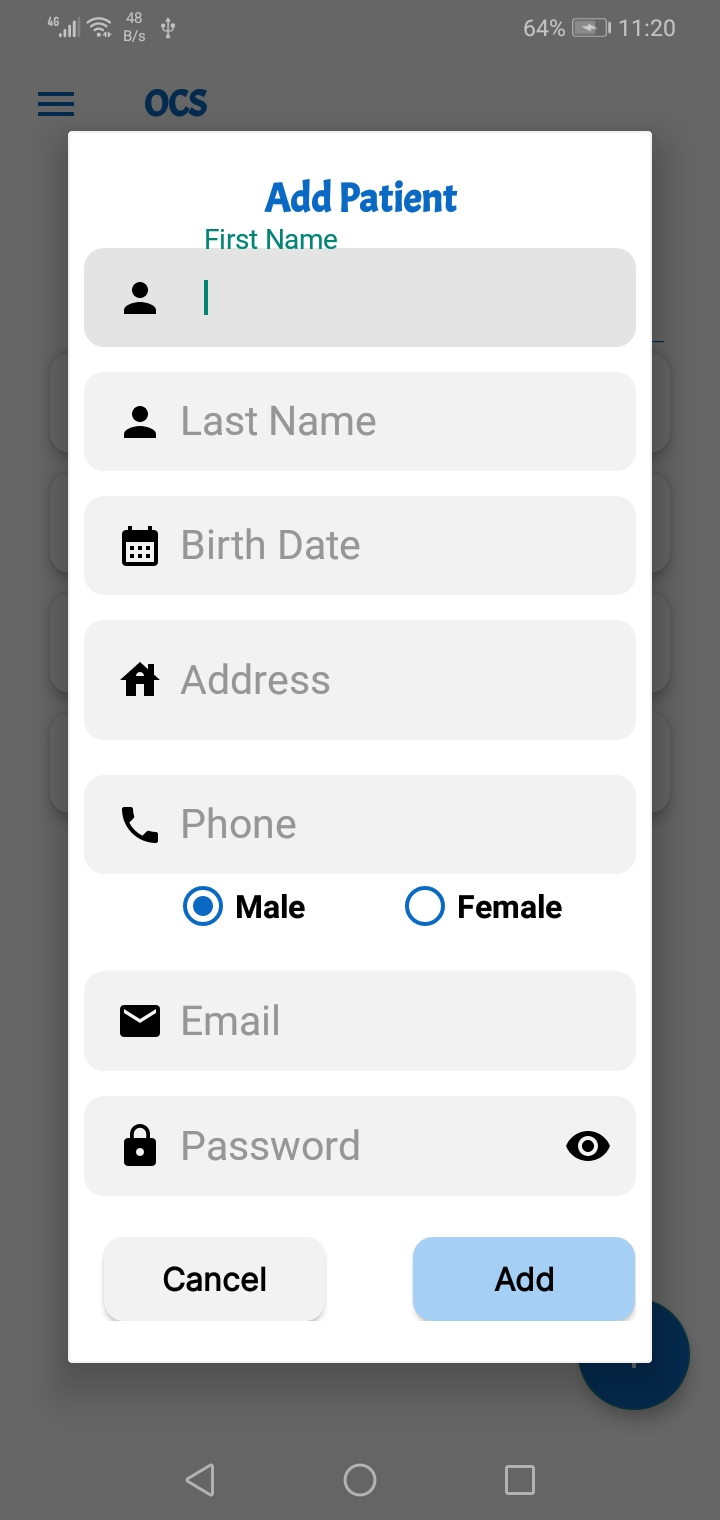 4G 48 B/s 64% 11:20
OCS
Add Patient
First Name
Last Name
Birth Date
Address
Phone
Male Female
Email
Password
Cancel Add